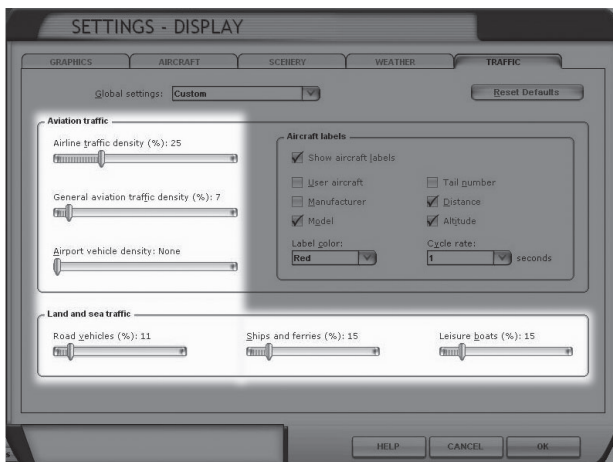 SETTINGS - DISPLAY
GRAPHICS AIRCRAFT SCENERY WEATHER TRAFFIC
Global settings: Custom Reset Defaults
Aviation traffic
Airline traffic density (%): 25
General aviation traffic density (%): 7
Airport vehicle density: None
Aircraft labels
Show aircraft labels
User aircraft Tail number
Manufacturer Distance
Model Altitude
Label color: Cycle rate:
Red 1 seconds
Land and sea traffic
Road vehicles (%): 11 Ships and ferries (%): 15 Leisure boats (%): 15
HELP CANCEL OK